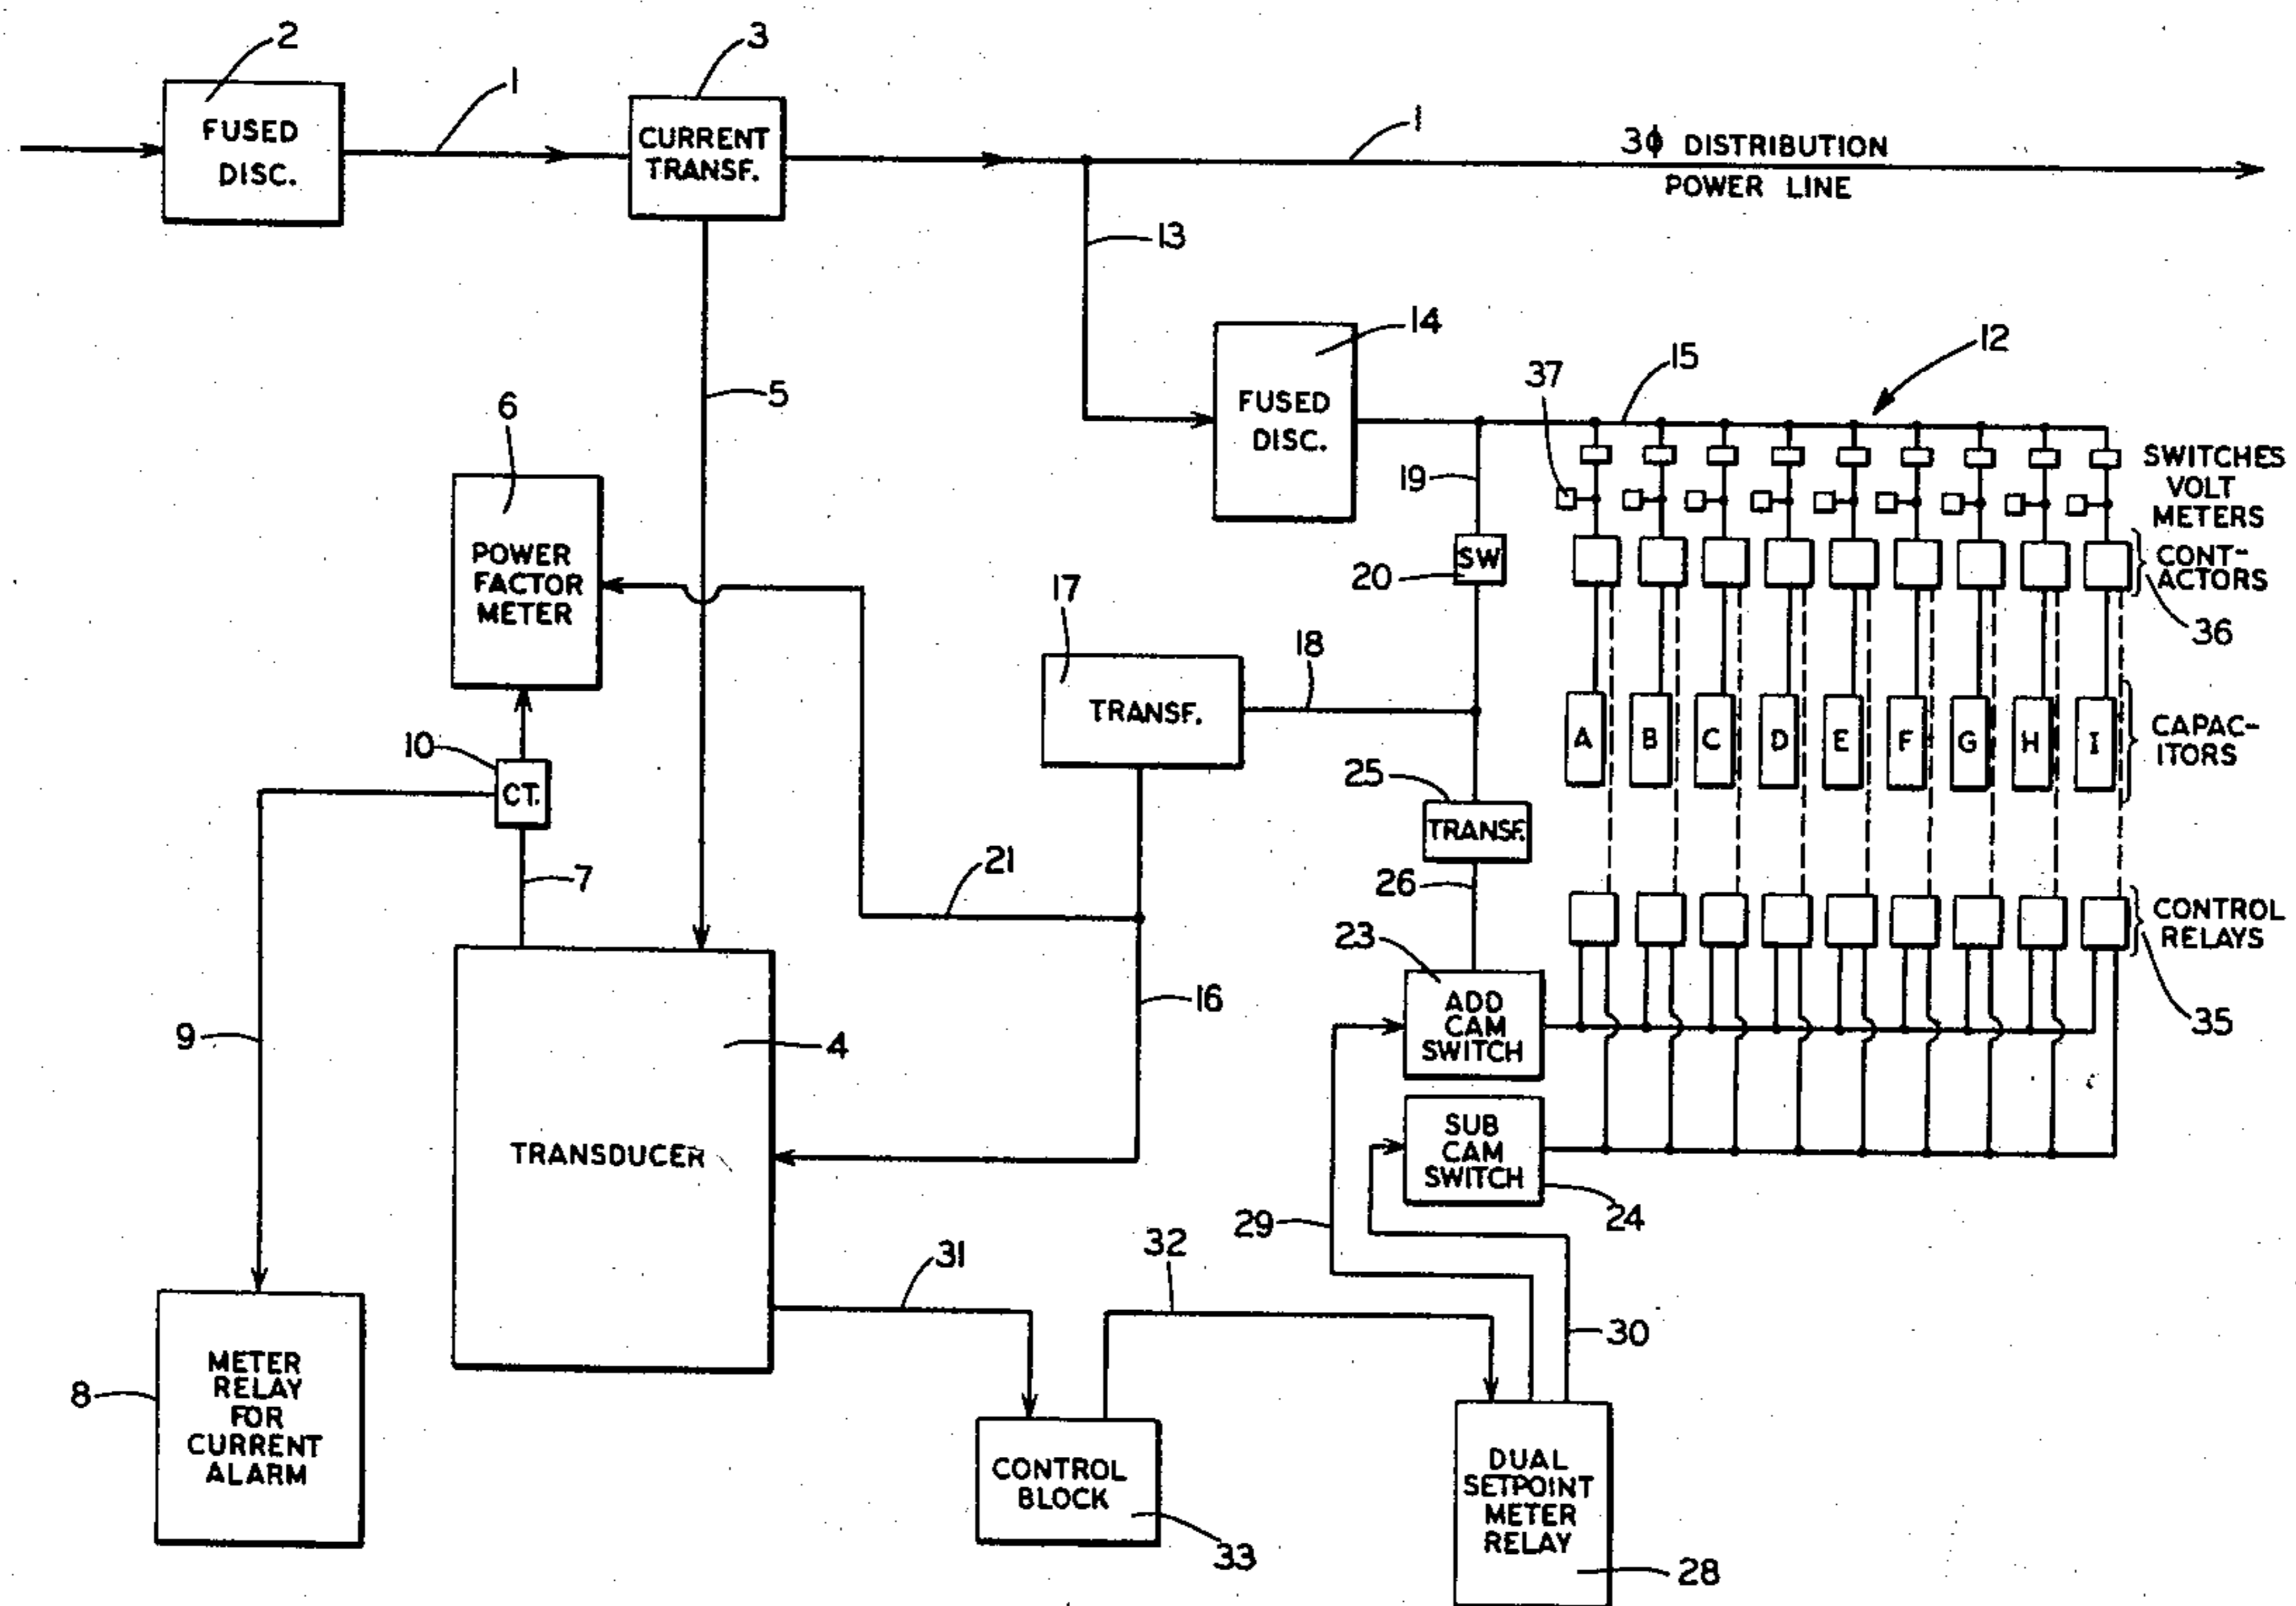 2
FUSED
DISC.
1
3
CURRENT
TRANSF.
1
3ϕ DISTRIBUTION
POWER LINE
13
5
14
FUSED
DISC.
15
12
37
SWITCHES
VOLT
METERS
CONT-
ACTORS
36
19
SW
20
6
POWER
FACTOR
METER
17
TRANSF.
18
10
CT.
7
A
B
C
D
E
F
G
H
I
CAPAC-
ITORS
25
TRANSF.
26
21
16
9
4
TRANSDUCER
23
ADD
CAM
SWITCH
CONTROL
RELAYS
35
SUB
CAM
SWITCH
24
29
30
31
32
8
METER
RELAY
FOR
CURRENT
ALARM
CONTROL
BLOCK
33
DUAL
SETPOINT
METER
RELAY
28